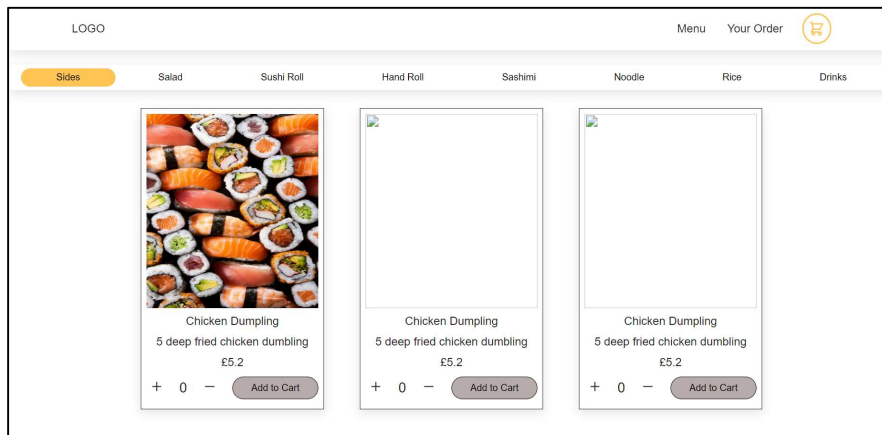 LOGO Menu Your Order
Sides Salad Sushi Roll Hand Roll Sashimi Noodle Rice Drinks
Chicken Dumpling Chicken Dumpling Chicken Dumpling
5 deep fried chicken dumbling 5 deep fried chicken dumbling 5 deep fried chicken dumbling
£5.2 £5.2 £5.2
+ 0 − Add to Cart + 0 − Add to Cart + 0 − Add to Cart